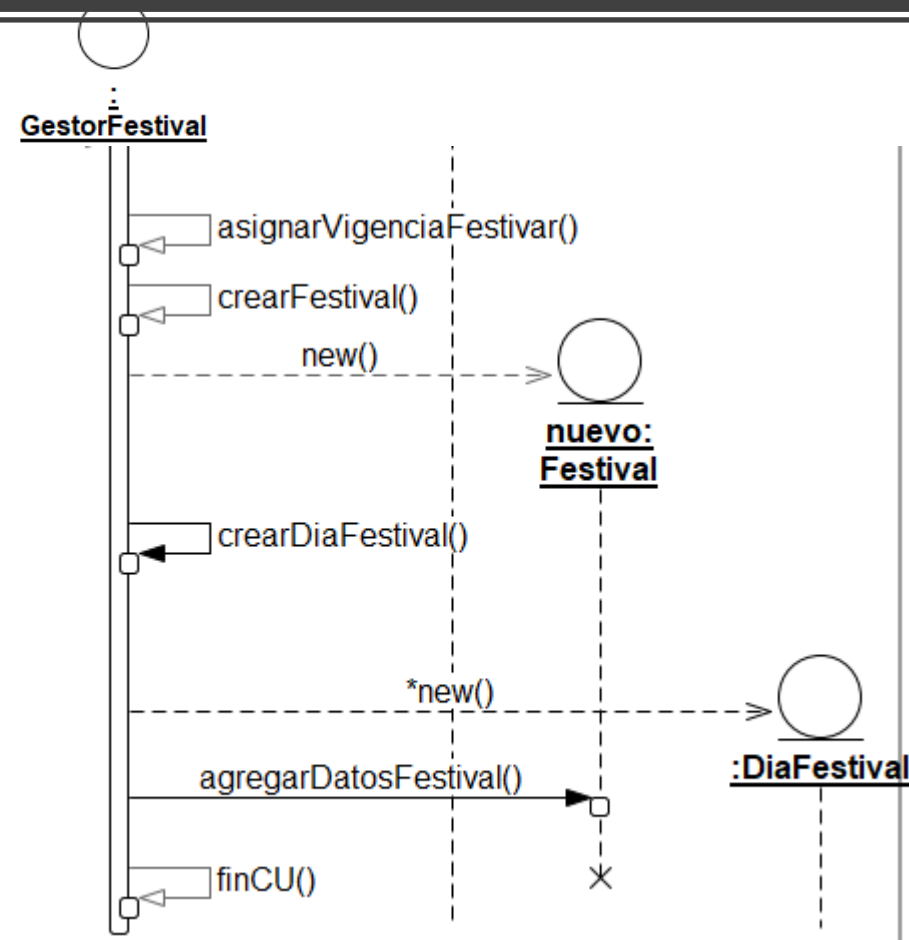 :
GestorFestival
asignarVigenciaFestivar()
crearFestival()
new()
nuevo:
Festival
crearDiaFestival()
*new()
:DiaFestival
agregarDatosFestival()
finCU()